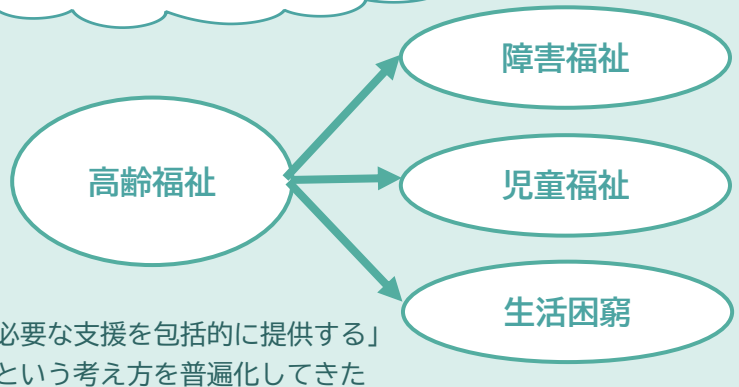 障害福祉
高齢福祉
児童福祉
生活困窮
必要な支援を包括的に提供する」
という考え方を普遍化してきた